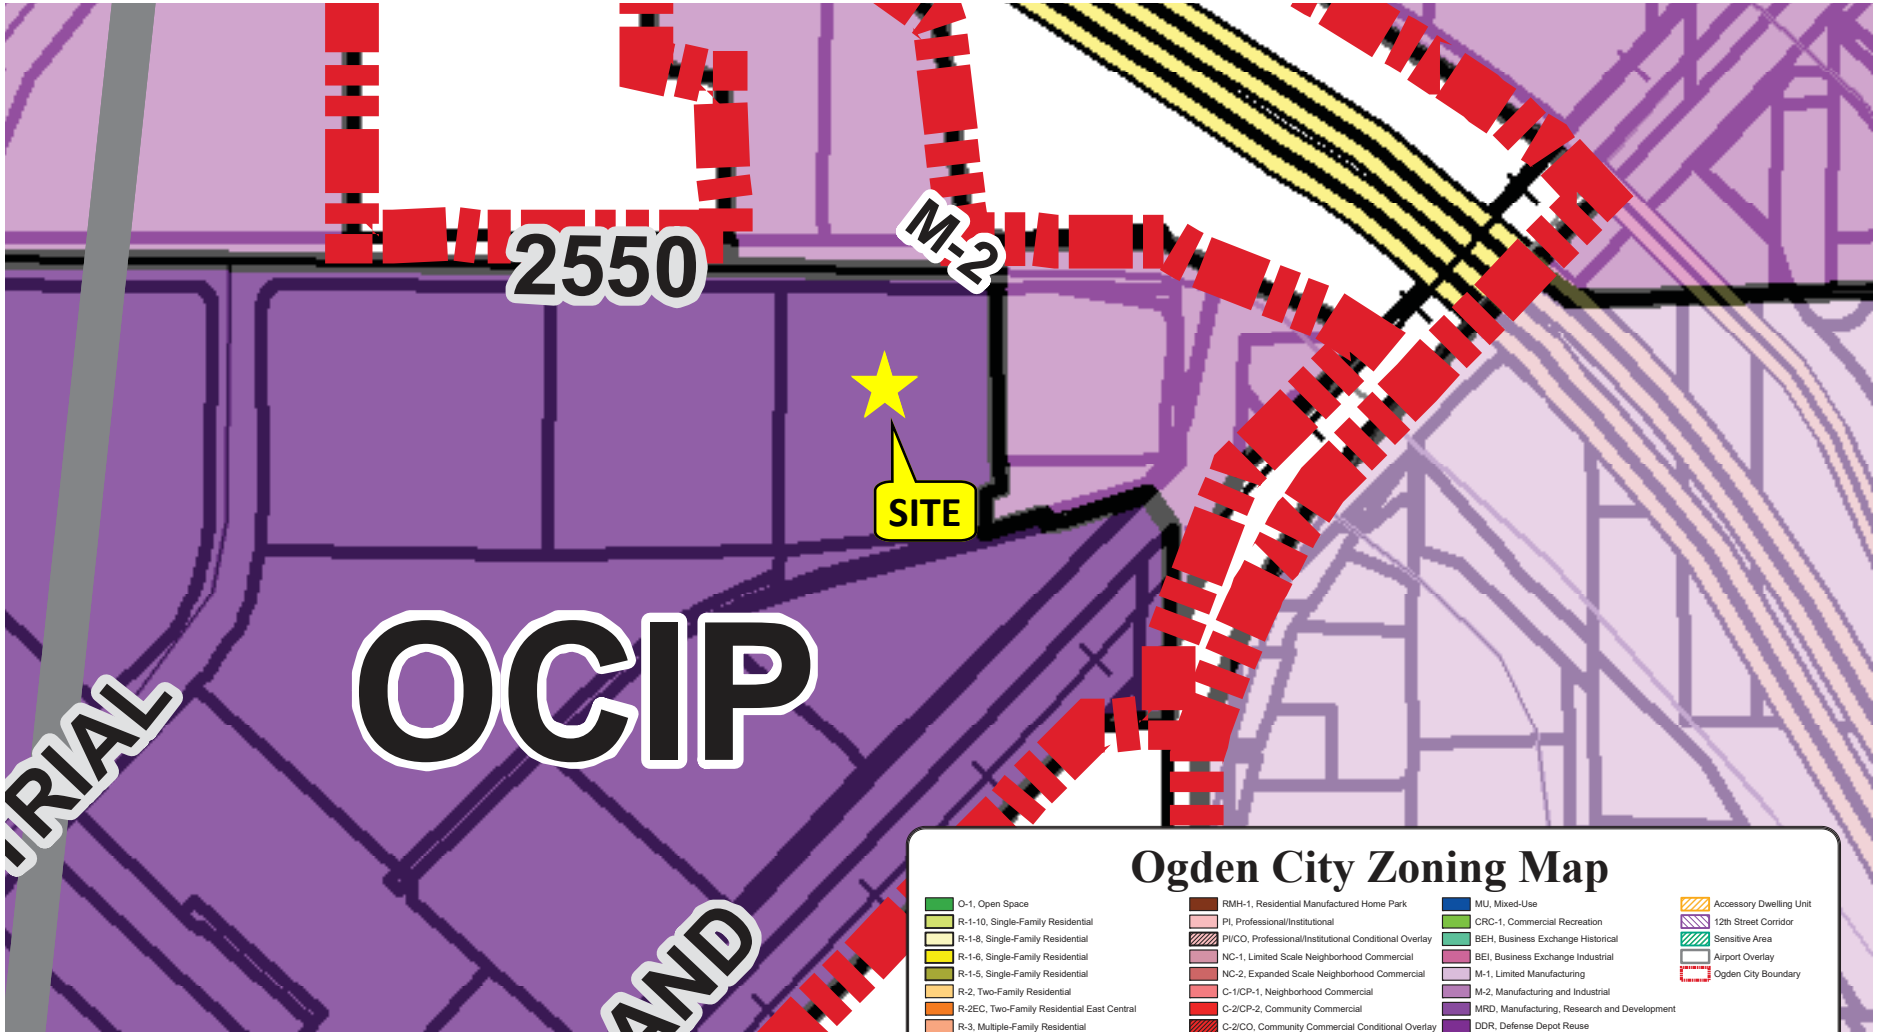 2550
M-2
SITE
OCIP
TRIAL
AND
Ogden City Zoning Map
O-1, Open Space
R-1-10, Single-Family Residential
R-1-8, Single-Family Residential
R-1-6, Single-Family Residential
R-1-5, Single-Family Residential
R-2, Two-Family Residential
R-2EC, Two-Family Residential East Central
R-3, Multiple-Family Residential
RMH-1, Residential Manufactured Home Park
PI, Professional/Institutional
PI/CO, Professional/Institutional Conditional Overlay
NC-1, Limited Scale Neighborhood Commercial
NC-2, Expanded Scale Neighborhood Commercial
C-1/CP-1, Neighborhood Commercial
C-2/CP-2, Community Commercial
C-2/CO, Community Commercial Conditional Overlay
MU, Mixed-Use
CRC-1, Commercial Recreation
BEH, Business Exchange Historical
BEI, Business Exchange Industrial
M-1, Limited Manufacturing
M-2, Manufacturing and Industrial
MRD, Manufacturing, Research and Development
DDR, Defense Depot Reuse
Accessory Dwelling Unit
12th Street Corridor
Sensitive Area
Airport Overlay
Ogden City Boundary